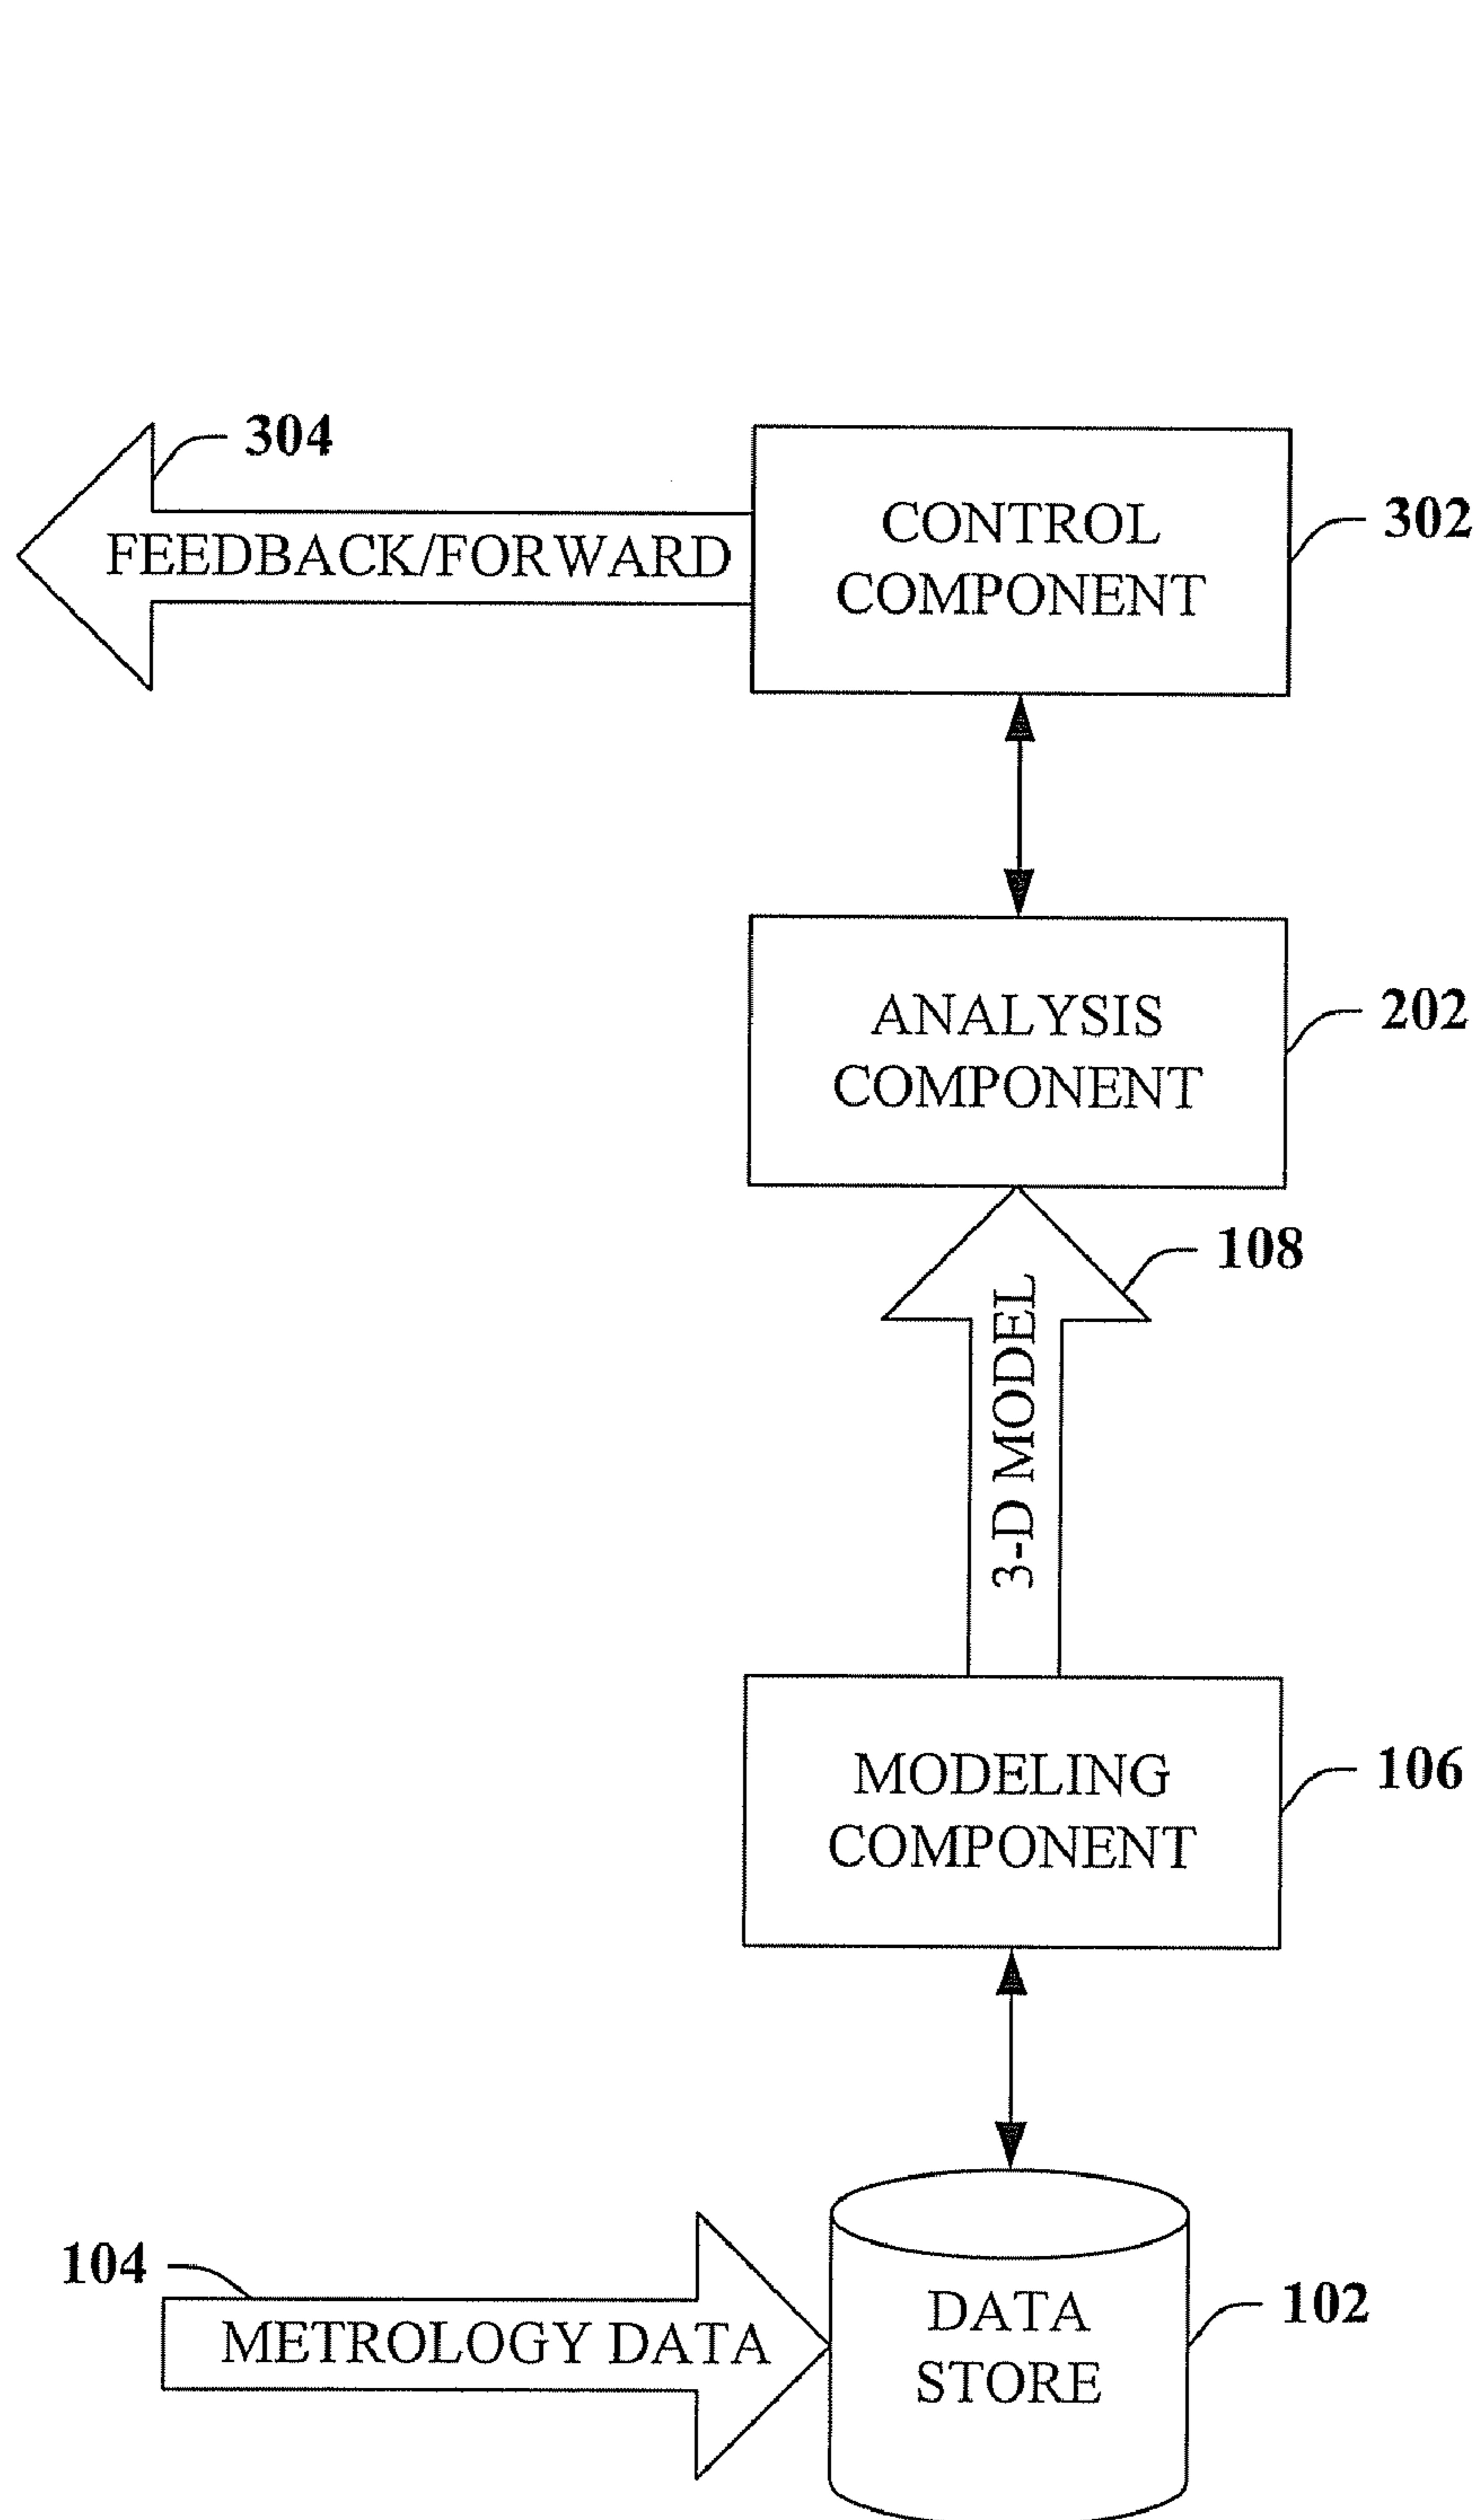 304
FEEDBACK/FORWARD
CONTROL
COMPONENT
302
ANALYSIS
COMPONENT
202
108
3-D MODEL
MODELING
COMPONENT
106
104
METROLOGY DATA
DATA
STORE
102